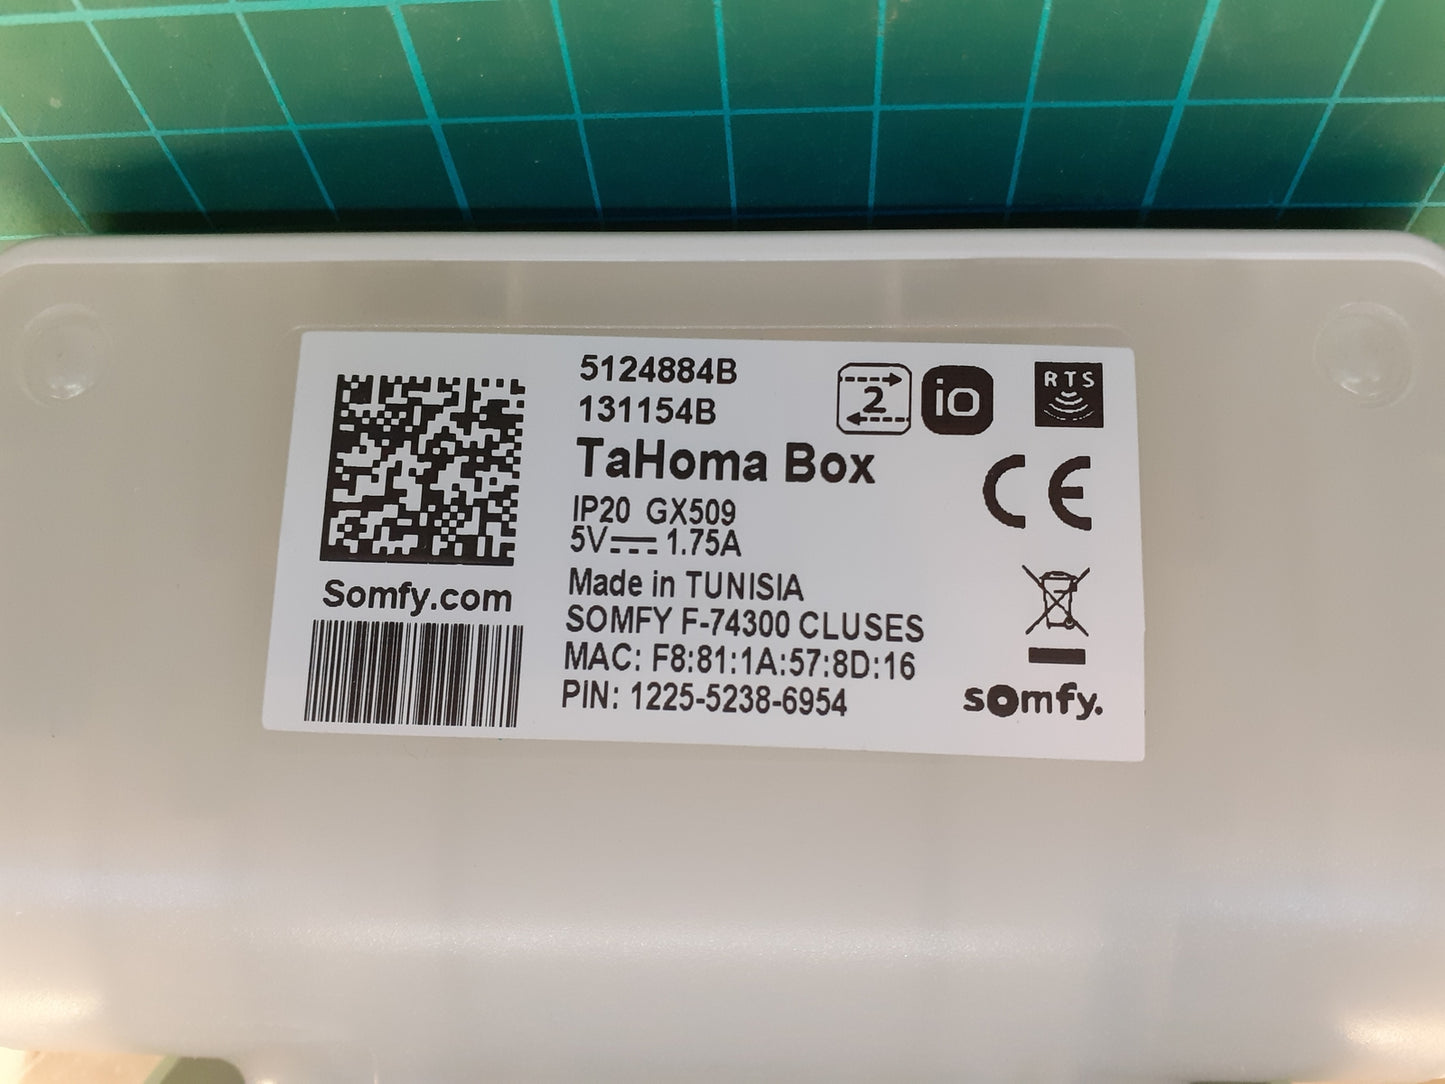 5124884B
131154B
2
io
RTS
TaHoma Box
CE
IP20 GX509
5V 1.75A
Made in TUNISIA
Somfy.com
SOMFY F-74300 CLUSES
MAC: F8:81:1A:57:8D:16
PIN: 1225-5238-6954
somfy.